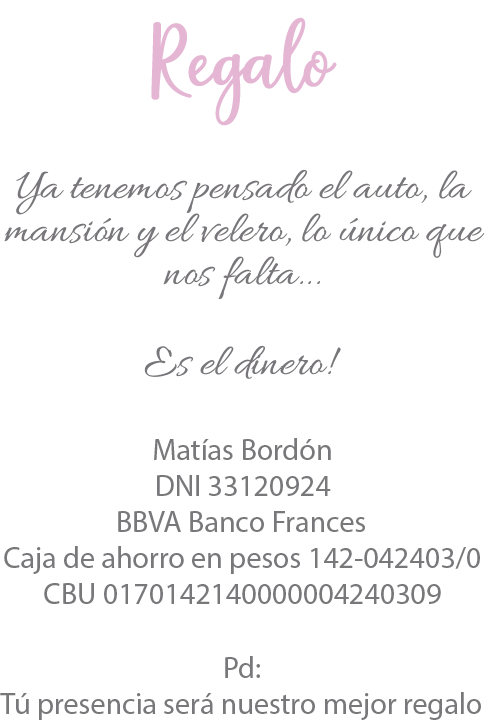 Regalo
Ya tenemos pensado el auto, la
mansión y el velero, lo único que
nos falta...
Es el dinero!
Matías Bordón
DNI 33120924
BBVA Banco Frances
Caja de ahorro en pesos 142-042403/0
CBU 0170142140000004240309
Pd:
Tú presencia será nuestro mejor regalo